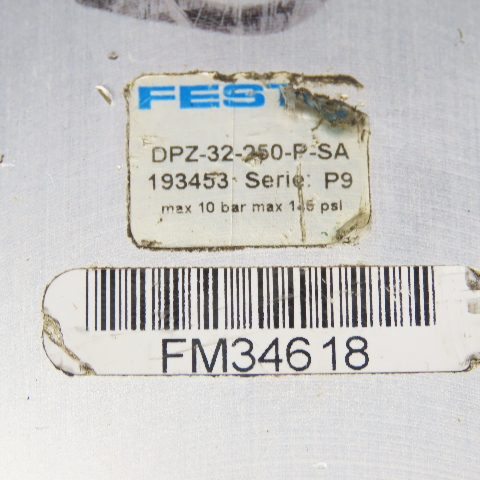 FEST
DPZ-32-250-P-SA
193453 Serie: P9
max 10 bar max psi
FM34618